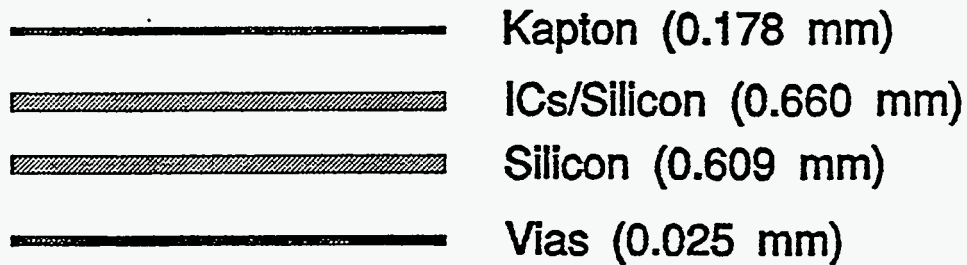 Kapton (0.178 mm)
ICs/Silicon (0.660 mm)
Silicon (0.609 mm)
Vias (0.025 mm)